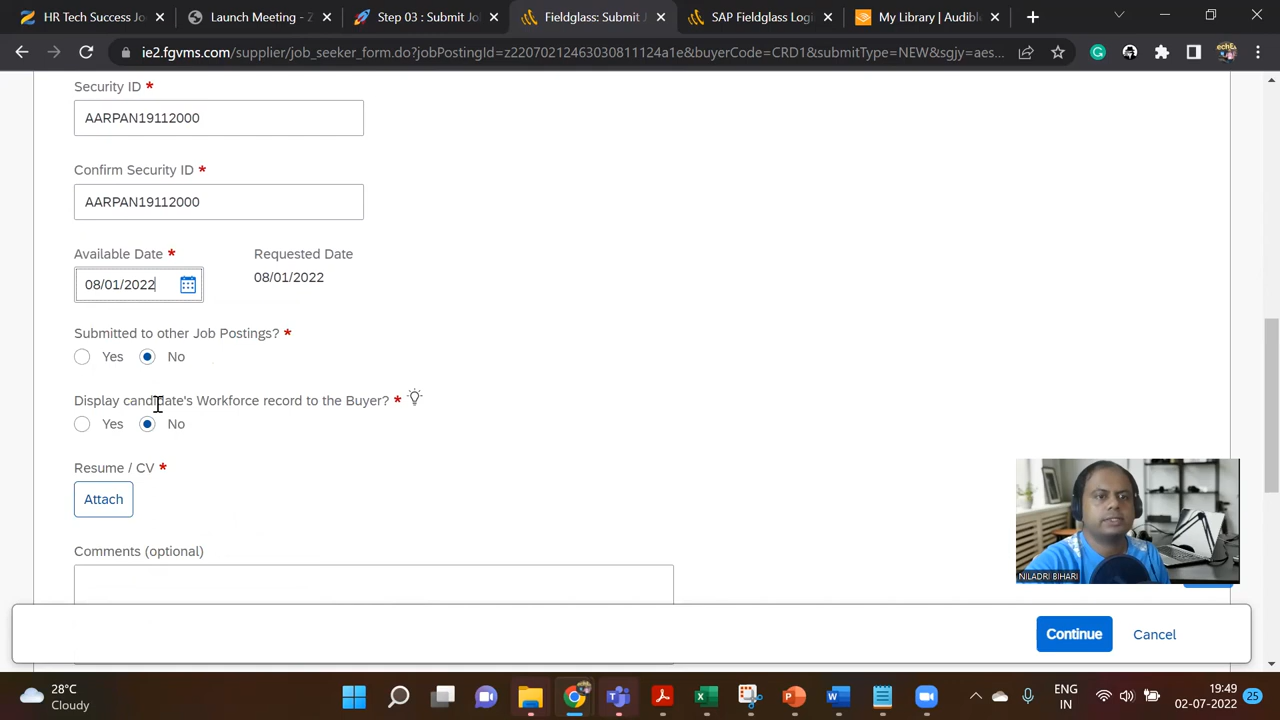 HR Tech Success Jo
Launch Meeting - Z
Step 03 : Submit Jo
Fieldglass: Submit J
SAP Fieldglass Logi
My Library | Audible
ie2.fgvms.com/supplier/job_seeker_form.do?jobPostingId=z22070212463030811124a1e&buyerCode=CRD1&submitType=NEW&sgjy=aes...
Security ID *
AARPAN19112000
Confirm Security ID *
AARPAN19112000
Available Date *
Requested Date
08/01/2022
08/01/2022
Submitted to other Job Postings? *
Yes No
Display candidate's Workforce record to the Buyer? *
Yes No
Resume / CV *
Attach
Comments (optional)
NILADRI BIHARI
Continue Cancel
28°C
Cloudy
ENG
IN
19:49
02-07-2022
25